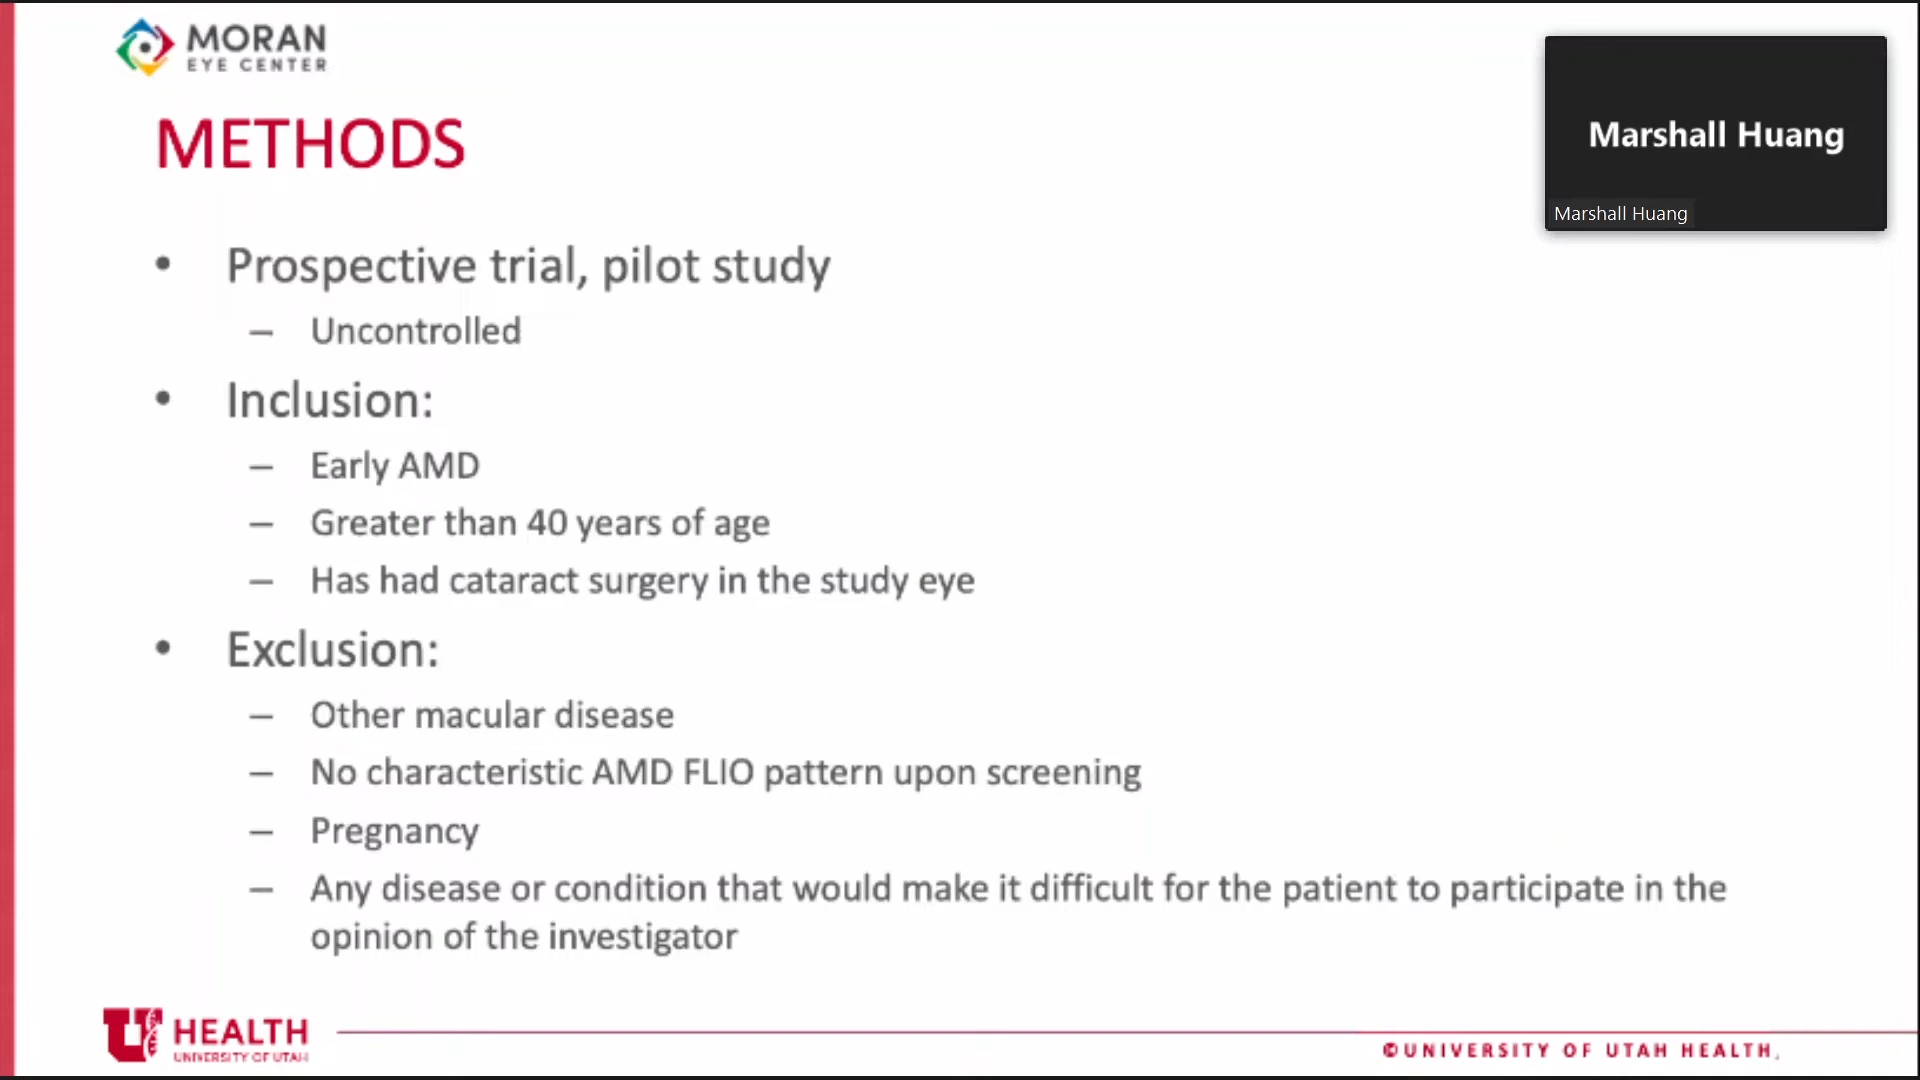 MORAN
EYE CENTER
METHODS
Marshall Huang
Marshall Huang
• Prospective trial, pilot study
– Uncontrolled
• Inclusion:
– Early AMD
– Greater than 40 years of age
– Has had cataract surgery in the study eye
• Exclusion:
– Other macular disease
– No characteristic AMD FLIO pattern upon screening
– Pregnancy
– Any disease or condition that would make it difficult for the patient to participate in the
opinion of the investigator
U HEALTH
UNIVERSITY OF UTAH
©UNIVERSITY OF UTAH HEALTH,